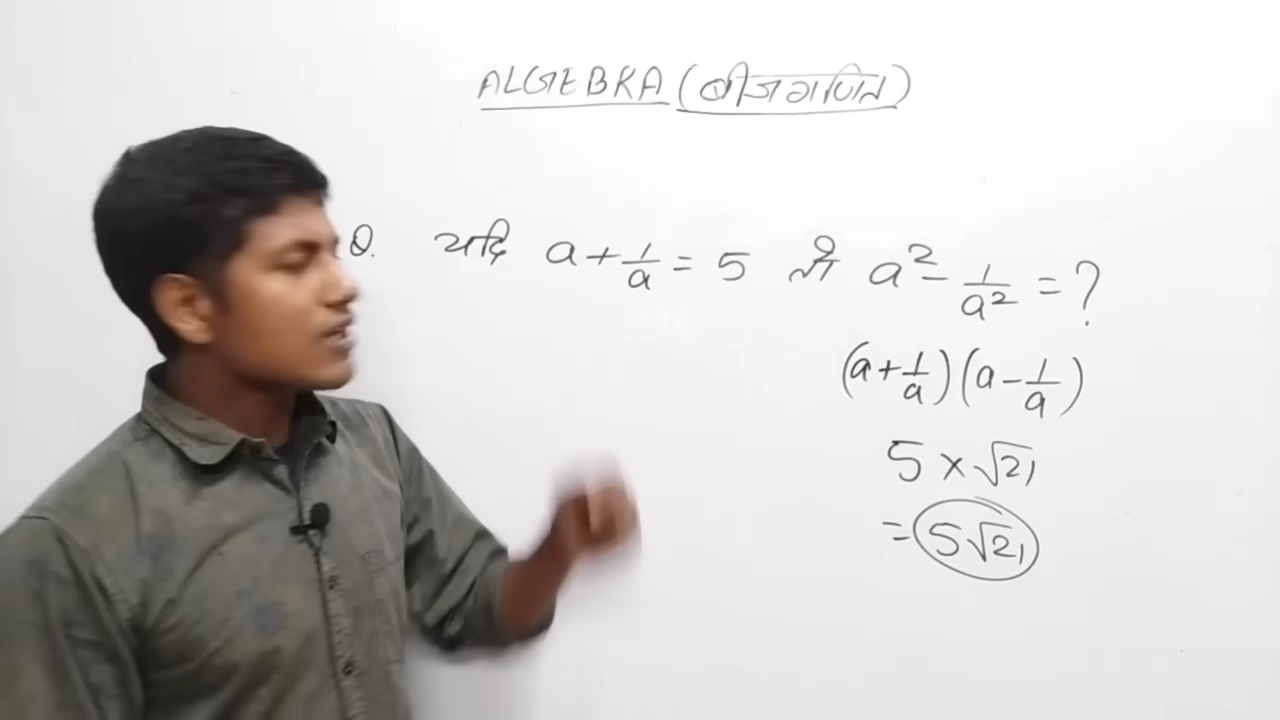 ALGEBRA (बीजगणित)
Q. यदि a + 1/a = 5 तो a² - 1/a² = ?
(a + 1/a) (a - 1/a)
5 × √21
= 5√21